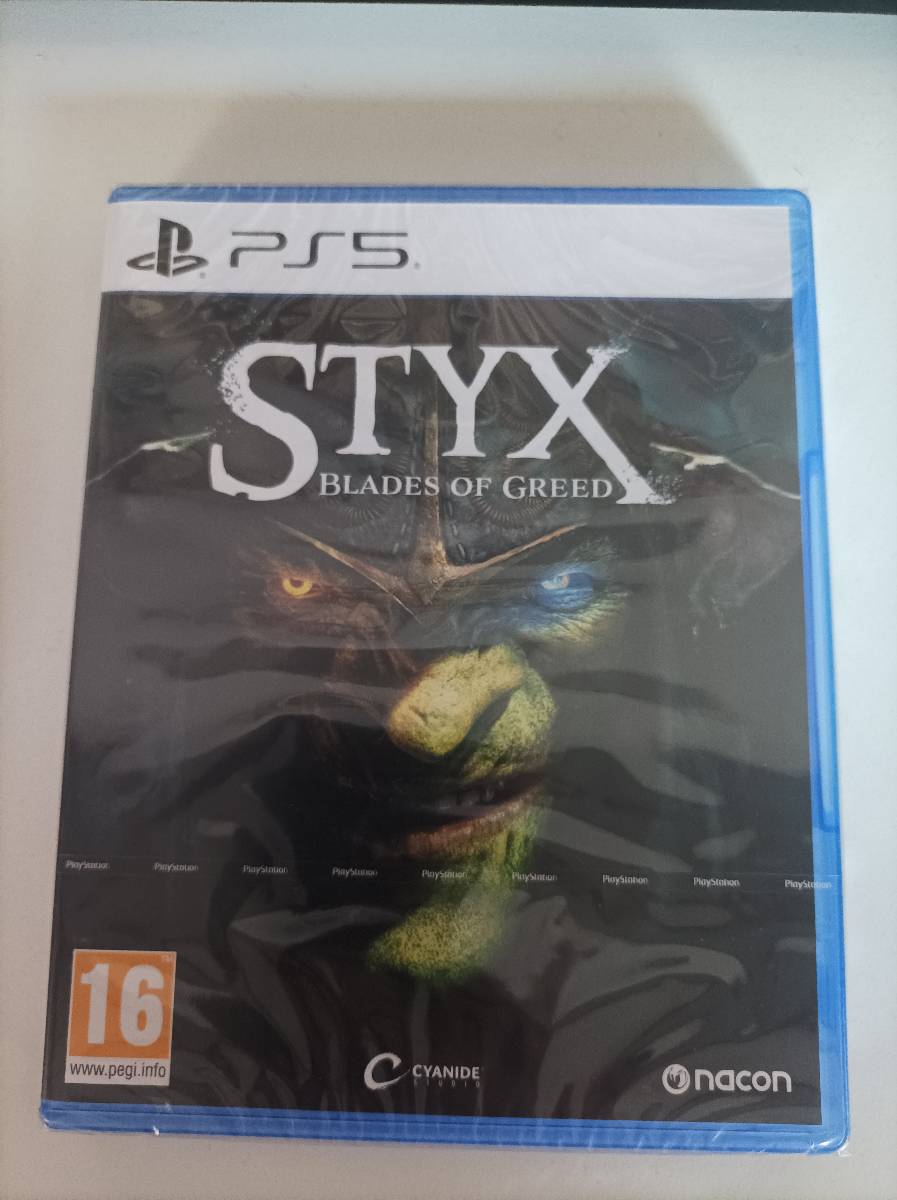 PS5
STYX
BLADES OF GREED
PlayStation PlayStation PlayStation PlayStation PlayStation PlayStation PlayStation PlayStation PlayStation
16
www.pegi.info
CYANIDE
STUDIO
nacon